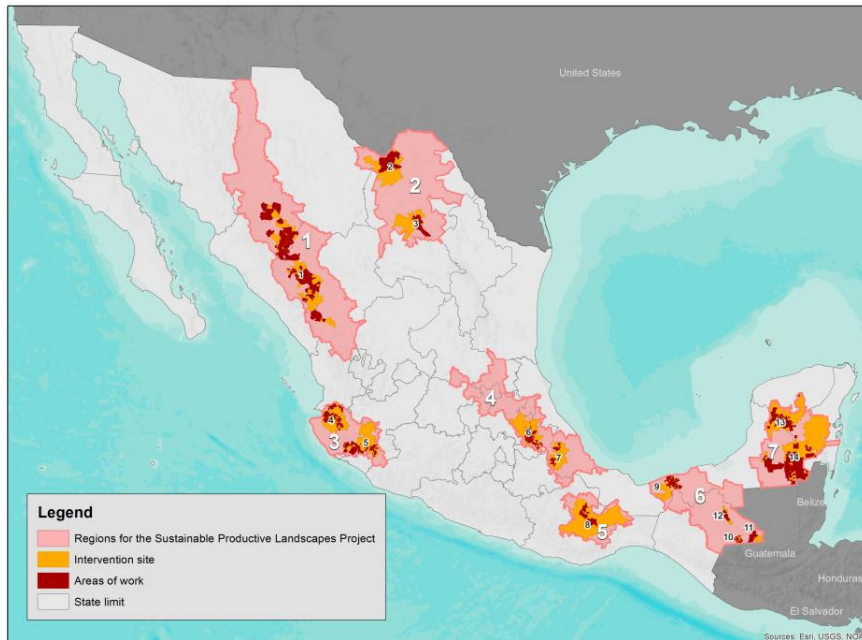 United States
2
2
3
1
1
4
3
5
4
6
7
13
7
14
9
6
12
11
10
8
5
Belize
Guatemala
Honduras
El Salvador
Legend
Regions for the Sustainable Productive Landscapes Project
Intervention site
Areas of work
State limit
Sources: Esri, USGS, NOA